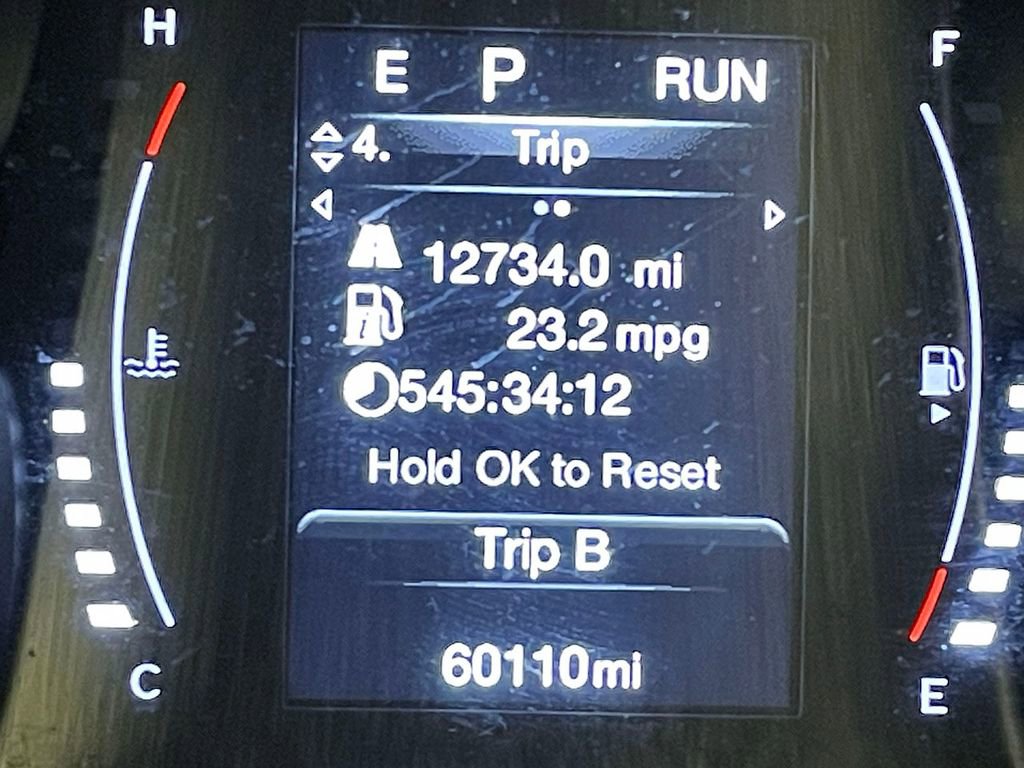 H
F
E P RUN
4. Trip
12734.0 mi
23.2 mpg
545:34:12
Hold OK to Reset
Trip B
60110mi
C
E